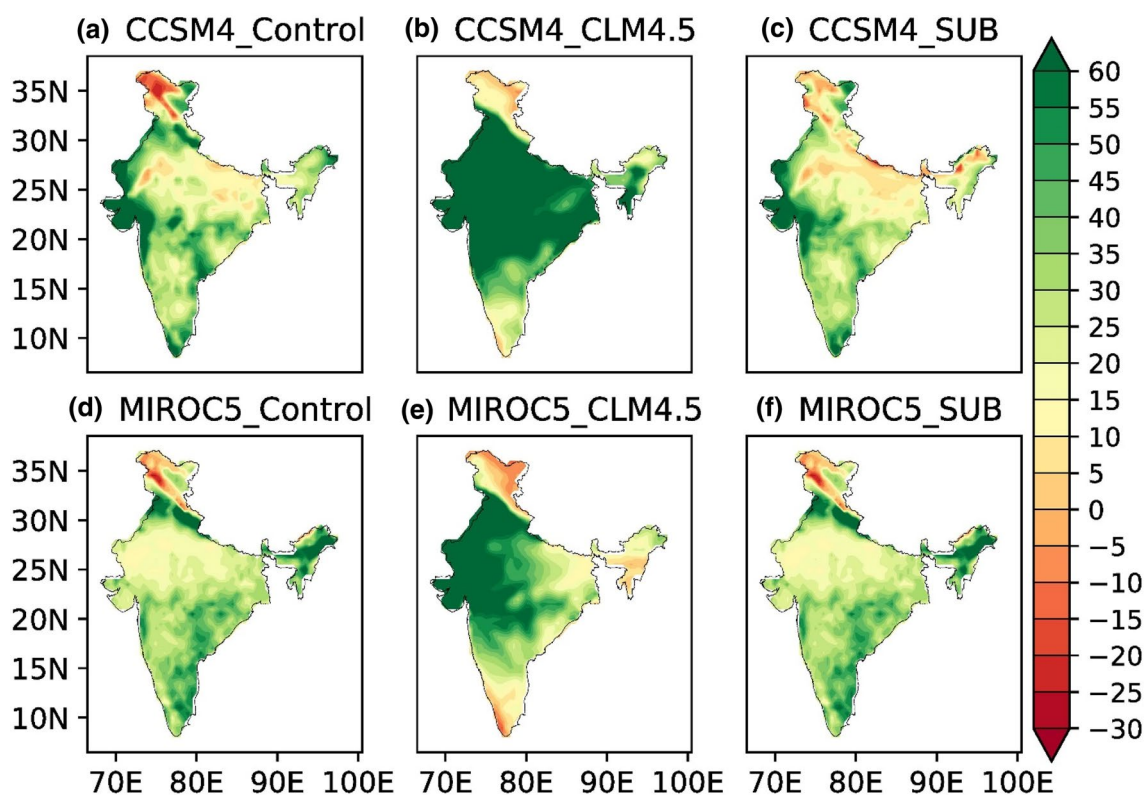 (a) CCSM4_Control
(b) CCSM4_CLM4.5
(c) CCSM4_SUB
35N
30N
25N
20N
15N
10N
(d) MIROC5_Control
(e) MIROC5_CLM4.5
(f) MIROC5_SUB
35N
30N
25N
20N
15N
10N
70E 80E 90E 100E
70E 80E 90E 100E
70E 80E 90E 100E
60
55
50
45
40
35
30
25
20
15
10
5
0
−5
−10
−15
−20
−25
−30